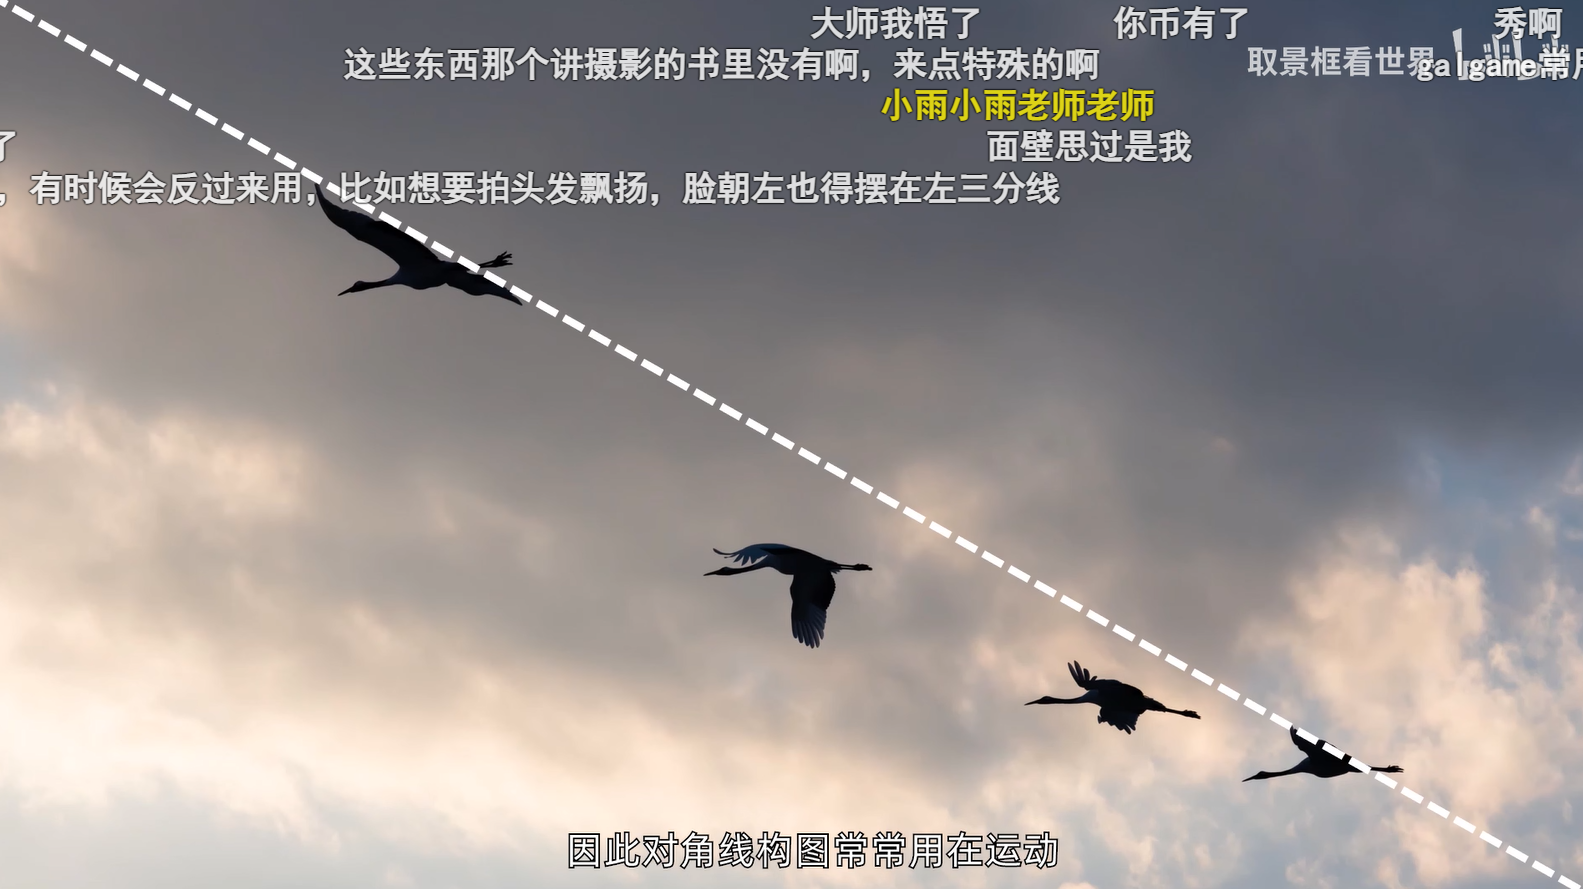 大师我悟了 你币有了 秀啊
这些东西那个讲摄影的书里没有啊，来点特殊的啊 取景框看世界 galgame常用
小雨小雨老师老师
了 面壁思过是我
，有时候会反过来用，比如想要拍头发飘扬，脸朝左也得摆在左三分线
因此对角线构图常常用在运动